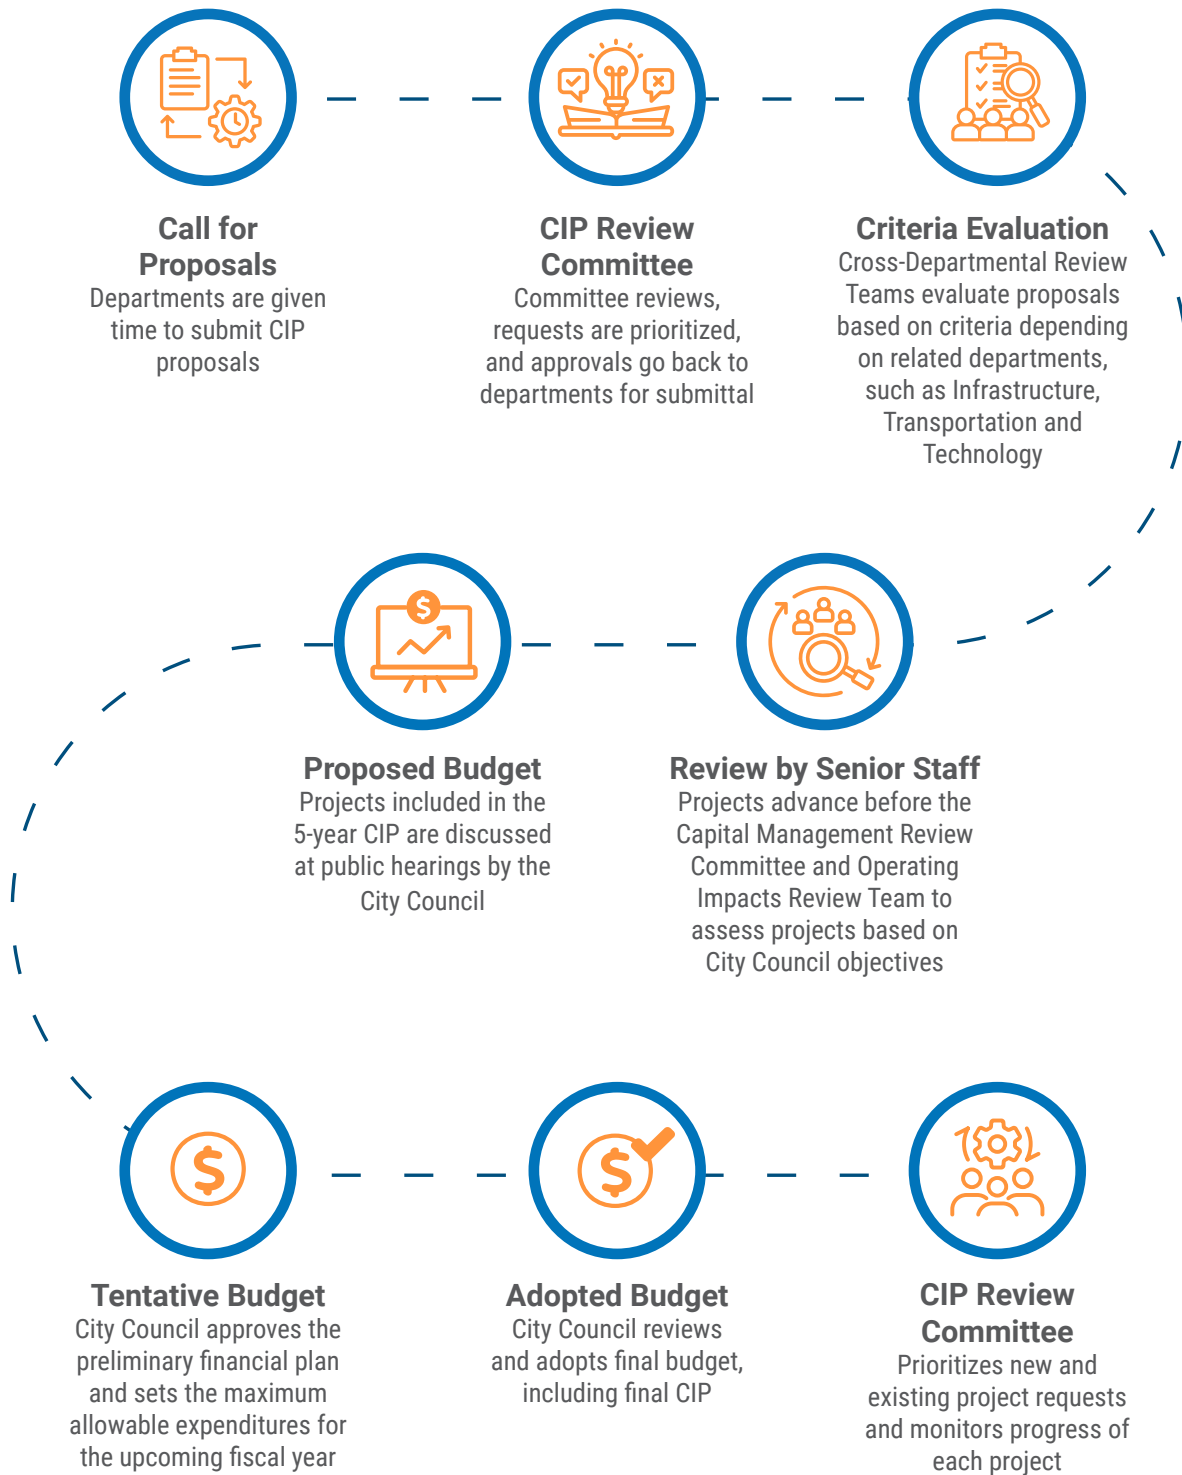 Call for
Proposals
Departments are given
time to submit CIP
proposals
CIP Review
Committee
Committee reviews,
requests are prioritized,
and approvals go back to
departments for submittal
Criteria Evaluation
Cross-Departmental Review
Teams evaluate proposals
based on criteria depending
on related departments,
such as Infrastructure,
Transportation and
Technology
$
Review by Senior Staff
Projects advance before the
Capital Management Review
Committee and Operating
Impacts Review Team to
assess projects based on
City Council objectives
Proposed Budget
Projects included in the
5-year CIP are discussed
at public hearings by the
City Council
$
Tentative Budget
City Council approves the
preliminary financial plan
and sets the maximum
allowable expenditures for
the upcoming fiscal year
$
Adopted Budget
City Council reviews
and adopts final budget,
including final CIP
CIP Review
Committee
Prioritizes new and
existing project requests
and monitors progress of
each project